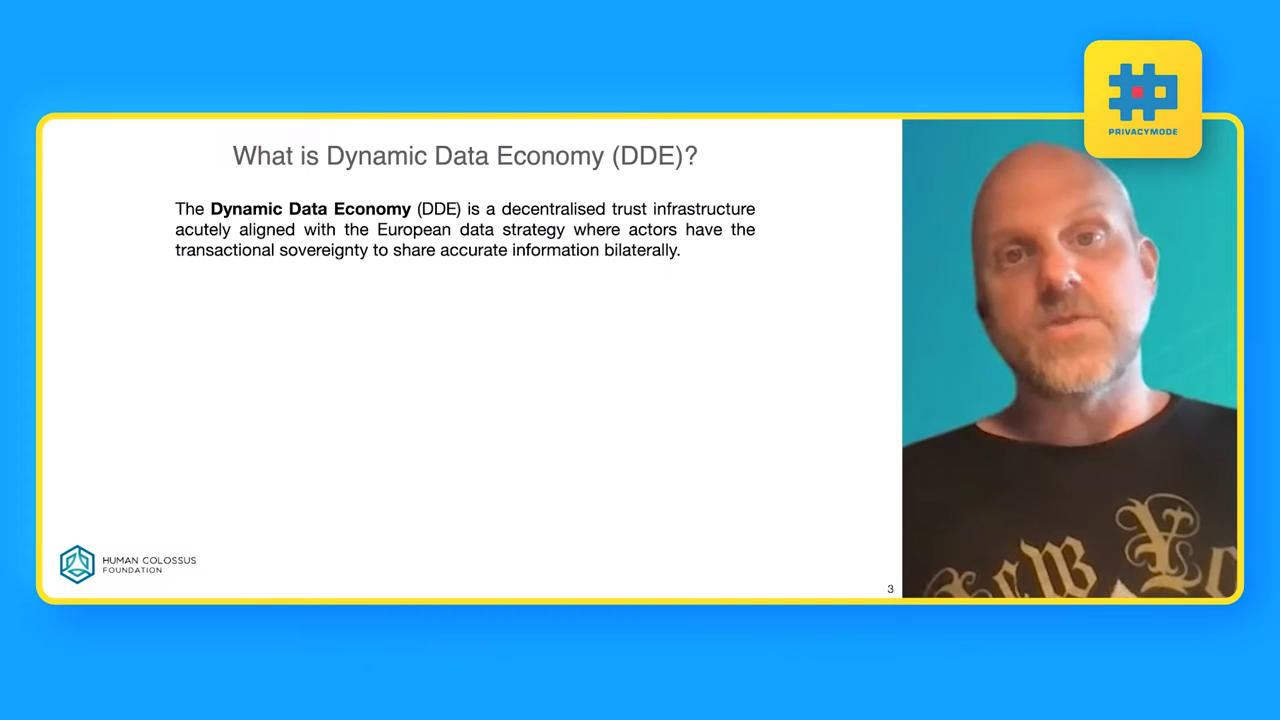 PRIVACYMODE
What is Dynamic Data Economy (DDE)?
The Dynamic Data Economy (DDE) is a decentralised trust infrastructure
acutely aligned with the European data strategy where actors have the
transactional sovereignty to share accurate information bilaterally.
HUMAN COLOSSUS
FOUNDATION
3